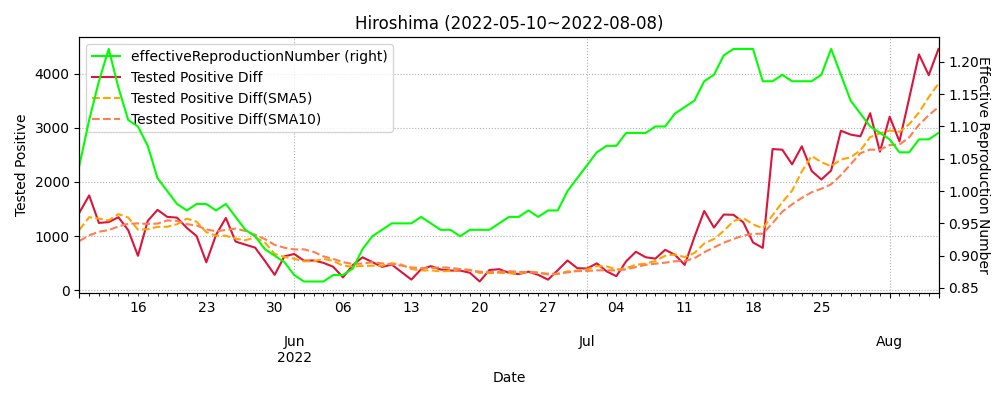 Hiroshima (2022-05-10~2022-08-08)
effectiveReproductionNumber (right)
Tested Positive Diff
Tested Positive Diff(SMA5)
Tested Positive Diff(SMA10)
Tested Positive
4000
3000
2000
1000
0
1.20
1.15
1.10
1.05
1.00
0.95
0.90
0.85
Effective Reproduction Number
16 23 30 06 13 20 27 04 11 18 25
Jun Jul Aug
2022
Date